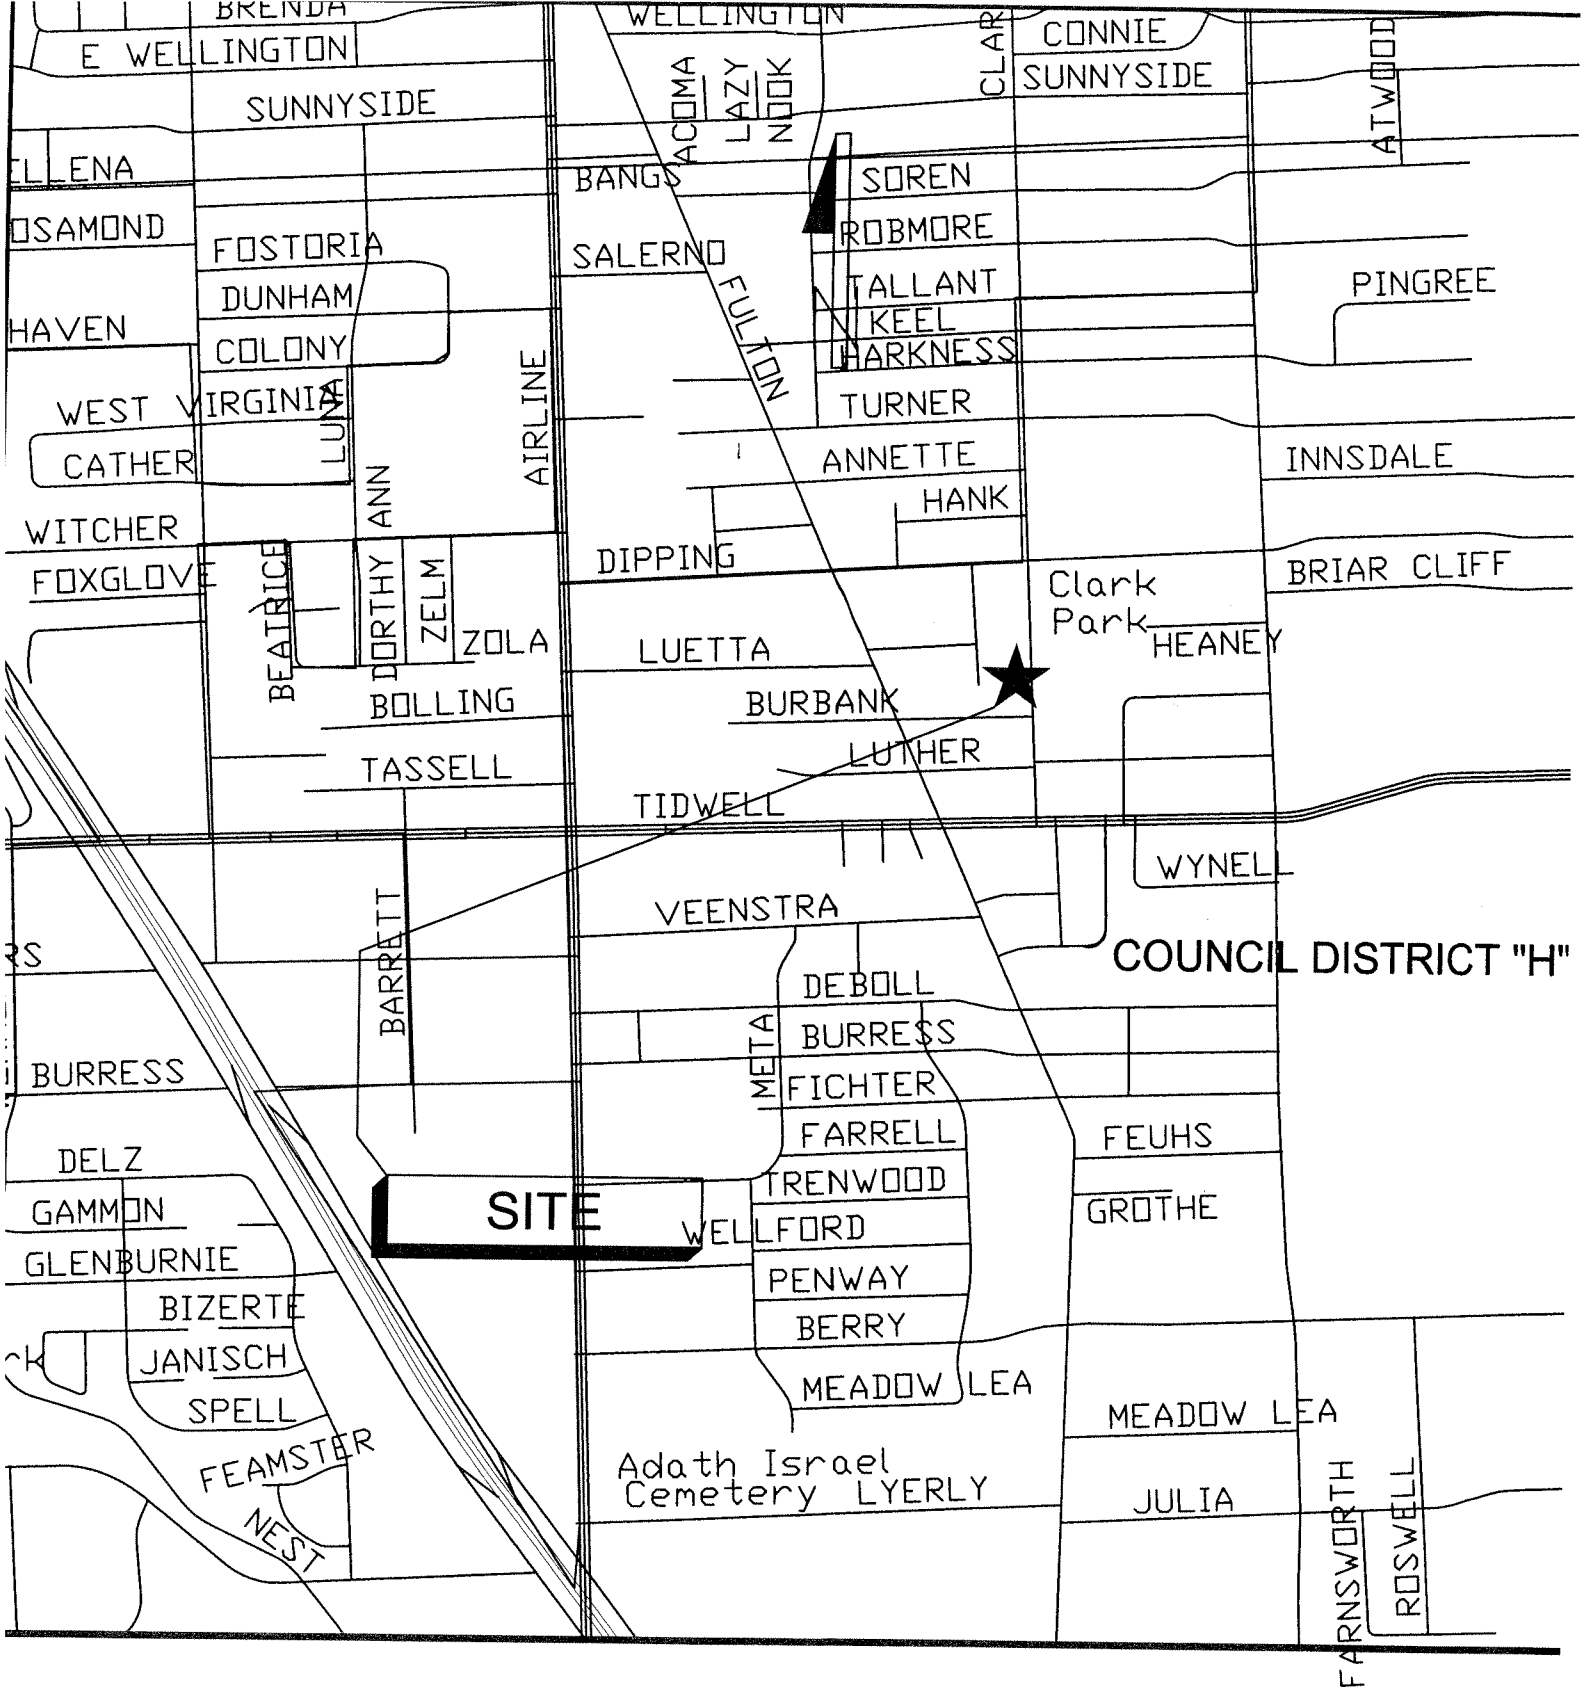 BRENDA
WELLINGTON
CLAR
CONNIE
ATWOOD
E WELLINGTON
ACOMA
LAZY
NOOK
SUNNYSIDE
SUNNYSIDE
ELLENA
BANGS
SOREN
OSAMOND
FOSTORIA
SALERNO
ROBMORE
DUNHAM
FULTON
TALLANT
PINGREE
HAVEN
KEEL
COLONY
HARKNESS
AIRLINE
WEST VIRGINIA
LUNA
TURNER
CATHER
ANNETTE
INNSDALE
HANK
WITCHER
DORTHY ANN
DIPPING
FOXGLOVE
BEATRICE
ZELM
Clark
Park
BRIAR CLIFF
ZOLA
LUETTA
HEANEY
BOLLING
BURBANK
TASSELL
LUTHER
TIDWELL
WYNELL
BARRETT
VEENSTRA
RS
COUNCIL DISTRICT "H"
DEBOLL
META
BURRESS
BURRESS
FICHTER
FARRELL
FEUHS
DELZ
TRENWOOD
GAMMON
SITE
GROTHE
WELLFORD
GLENBURNIE
PENWAY
BIZERTE
BERRY
rk
JANISCH
MEADOW LEA
SPELL
MEADOW LEA
FEAMSTER
Adath Israel
Cemetery
LYERLY
JULIA
NEST
FARNSWORTH
ROSWELL
N